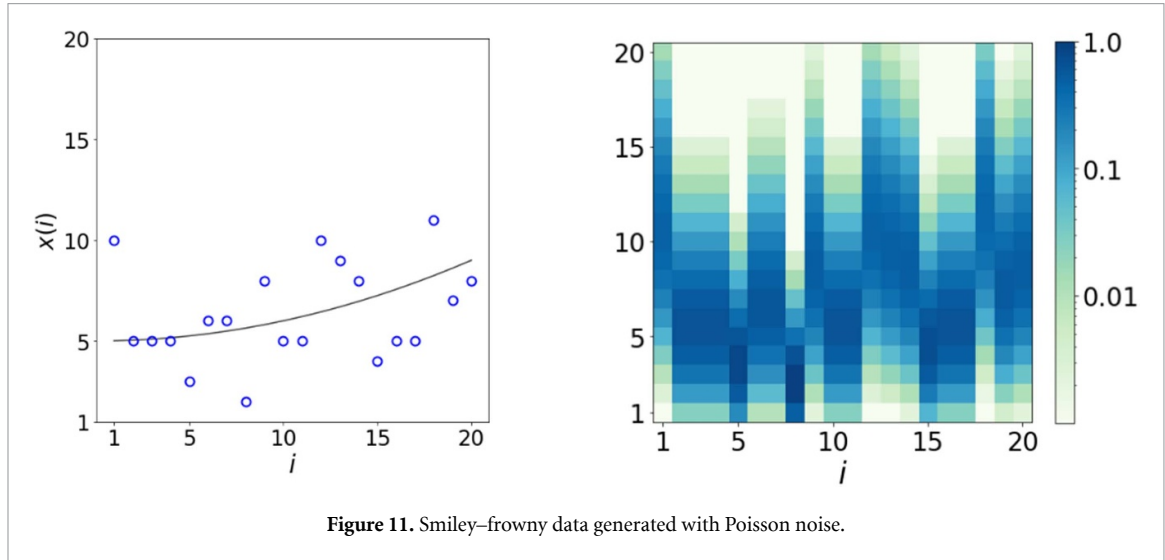 20
15
10
5
1
x(i)
1 5 10 15 20
i
20
15
10
5
1
1 5 10 15 20
i
1.0
0.1
0.01
Figure 11. Smiley–frowny data generated with Poisson noise.